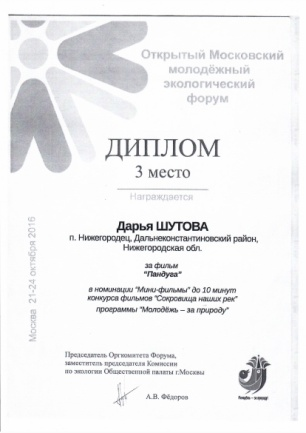 Открытый Московский
молодёжный
экологический
форум
ДИПЛОМ
3 место
Награждается
Дарья ШУТОВА
п. Нижегородец, Дальнеконстантиновский район,
Нижегородская обл.
за фильм
"Пандуга"
в номинации "Мини-фильмы" до 10 минут
конкурса фильмов "Сокровища наших рек"
программы "Молодёжь – за природу"
Москва 21-24 октября 2016
Председатель Оргкомитета Форума,
заместитель председателя Комиссии
по экологии Общественной палаты г.Москвы
А.В. Фёдоров